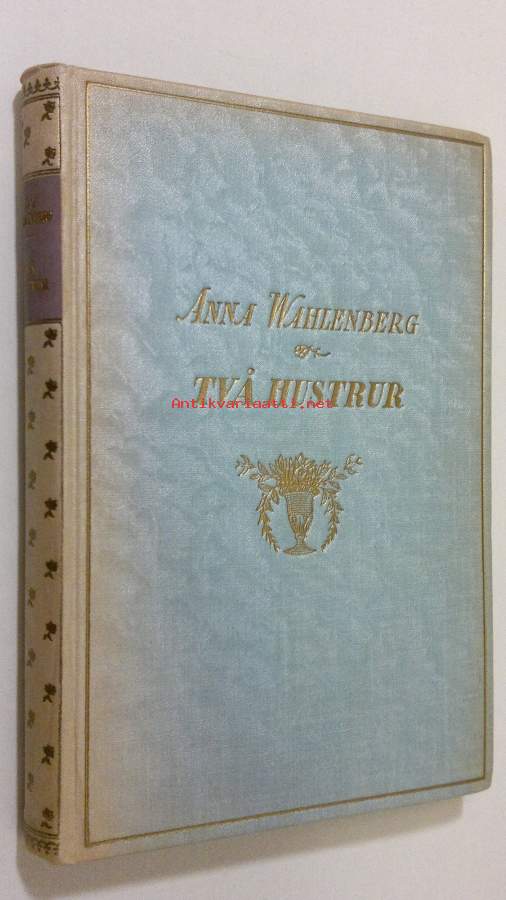 ANNA WAHLENBERG
TVÅ HUSTRUR
Antikvariaatti.net